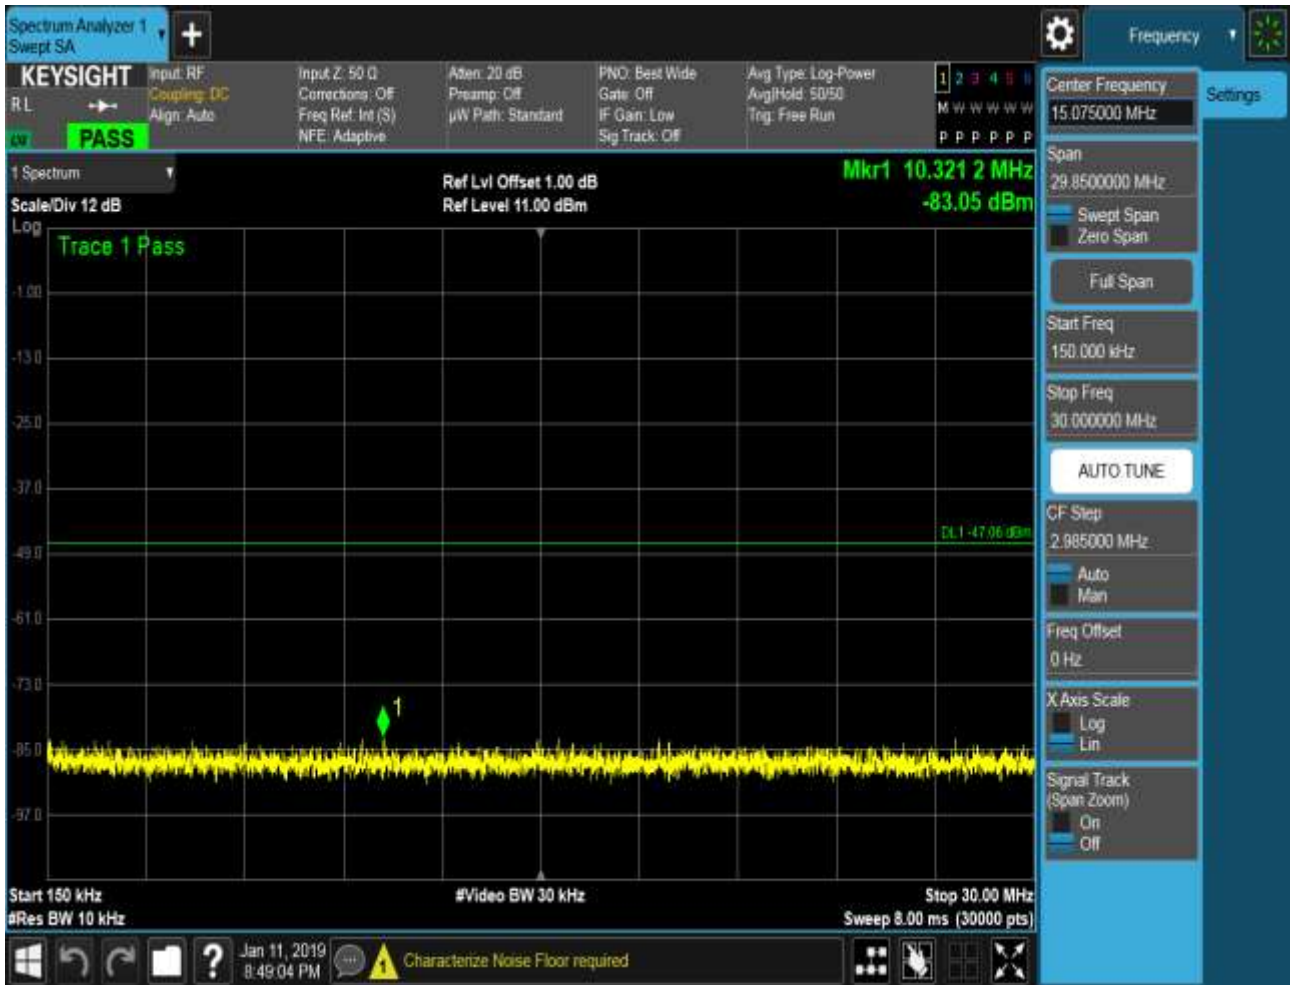 Spectrum Analyzer 1
Swept SA
+
Frequency
KEYSIGHT
Input: RF
Coupling: DC
Align: Auto
R L
PASS
Input Z: 50 Ω
Corrections: Off
Freq Ref: Int (S)
NFE: Adaptive
Atten: 20 dB
Preamp: Off
µW Path: Standard
PNO: Best Wide
Gate: Off
IF Gain: Low
Sig Track: Off
Avg Type: Log-Power
Avg|Hold: 50/50
Trig: Free Run
1 2 3 4 5 6
M W W W W W
P P P P P P
1 Spectrum
Scale/Div 12 dB
Ref Lvl Offset 1.00 dB
Ref Level 11.00 dBm
Mkr1 10.321 2 MHz
-83.05 dBm
Log
Trace 1 Pass
-1.00
-13.0
-25.0
-37.0
-49.0
-61.0
-73.0
-85.0
-97.0
DL1 -47.06 dBm
1
Start 150 kHz
#Res BW 10 kHz
#Video BW 30 kHz
Stop 30.00 MHz
Sweep 8.00 ms (30000 pts)
Center Frequency
15.075000 MHz
Settings
Span
29.8500000 MHz
Swept Span
Zero Span
Full Span
Start Freq
150.000 kHz
Stop Freq
30.000000 MHz
AUTO TUNE
CF Step
2.985000 MHz
Auto
Man
Freq Offset
0 Hz
X Axis Scale
Log
Lin
Signal Track
(Span Zoom)
On
Off
?
Jan 11, 2019
8:49:04 PM
1
Characterize Noise Floor required